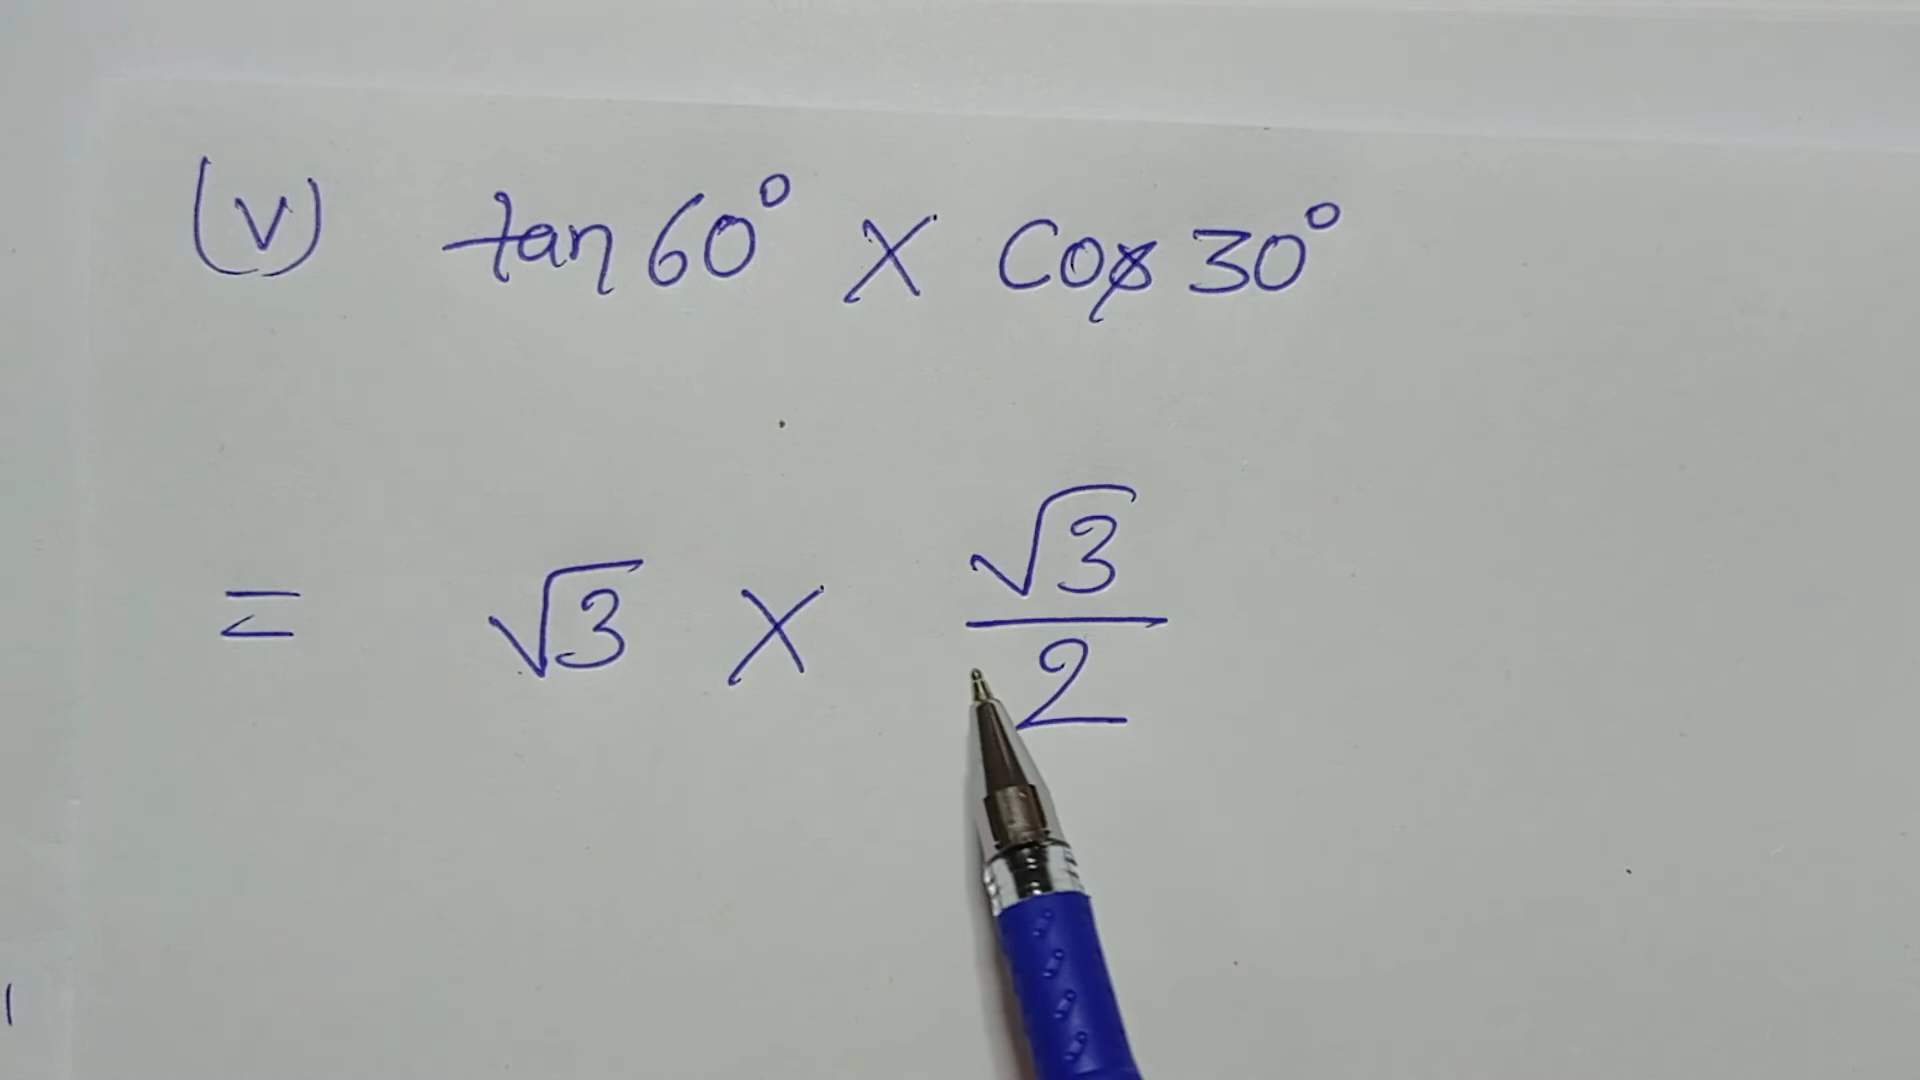 (v) tan 60° × Cos 30°
= √3 × √3/2